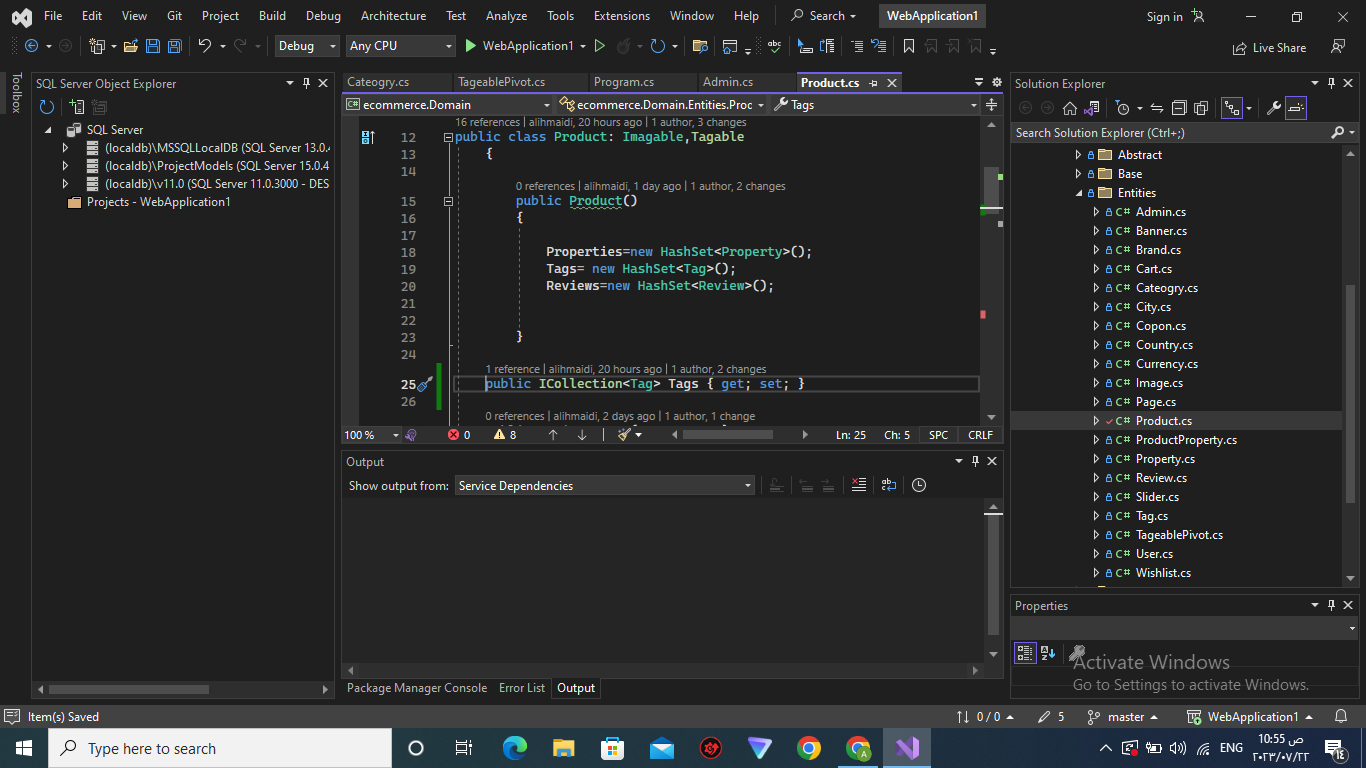 File Edit View Git Project Build Debug Architecture Test Analyze Tools Extensions Window Help Search WebApplication1 Sign in
Debug Any CPU WebApplication1 Live Share
Toolbox
SQL Server Object Explorer
SQL Server
(localdb)\MSSQLLocalDB (SQL Server 13.0.4
(localdb)\ProjectModels (SQL Server 15.0.4
(localdb)\v11.0 (SQL Server 11.0.3000 - DES
Projects - WebApplication1
Cateogry.cs TageablePivot.cs Program.cs Admin.cs Product.cs
ecommerce.Domain ecommerce.Domain.Entities.Proc Tags
16 references | alihmaidi, 20 hours ago | 1 author, 3 changes
12 public class Product: Imagable,Tagable
13 {
14
0 references | alihmaidi, 1 day ago | 1 author, 2 changes
15 public Product()
16 {
17
18 Properties=new HashSet<Property>();
19 Tags= new HashSet<Tag>();
20 Reviews=new HashSet<Review>();
21
22
23 }
24
1 reference | alihmaidi, 20 hours ago | 1 author, 2 changes
25 public ICollection<Tag> Tags { get; set; }
26
0 references | alihmaidi, 2 days ago | 1 author, 1 change
100 % 0 8 Ln: 25 Ch: 5 SPC CRLF
Output
Show output from: Service Dependencies
Package Manager Console Error List Output
Solution Explorer
Search Solution Explorer (Ctrl+;)
Abstract
Base
Entities
C# Admin.cs
C# Banner.cs
C# Brand.cs
C# Cart.cs
C# Cateogry.cs
C# City.cs
C# Copon.cs
C# Country.cs
C# Currency.cs
C# Image.cs
C# Page.cs
C# Product.cs
C# ProductProperty.cs
C# Property.cs
C# Review.cs
C# Slider.cs
C# Tag.cs
C# TageablePivot.cs
C# User.cs
C# Wishlist.cs
Properties
Activate Windows
Go to Settings to activate Windows.
Item(s) Saved 0 / 0 5 master WebApplication1
Type here to search
ENG
10:55 ص
٢٠٢٣/٠٧/٢٢